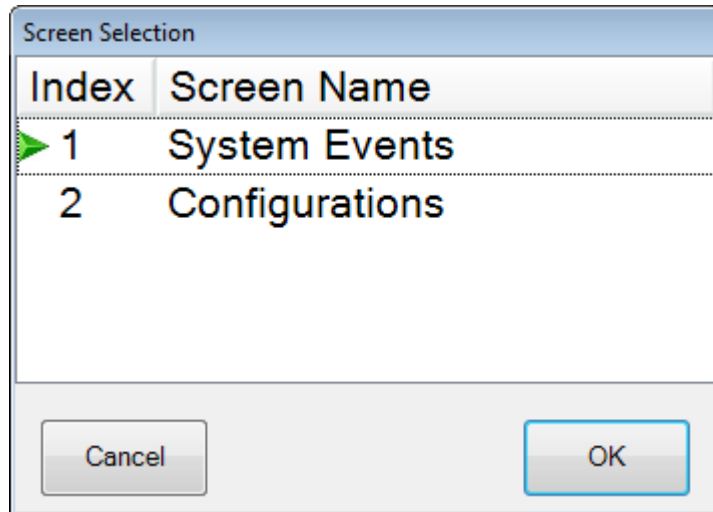 Screen Selection
Index Screen Name
1 System Events
2 Configurations
Cancel OK